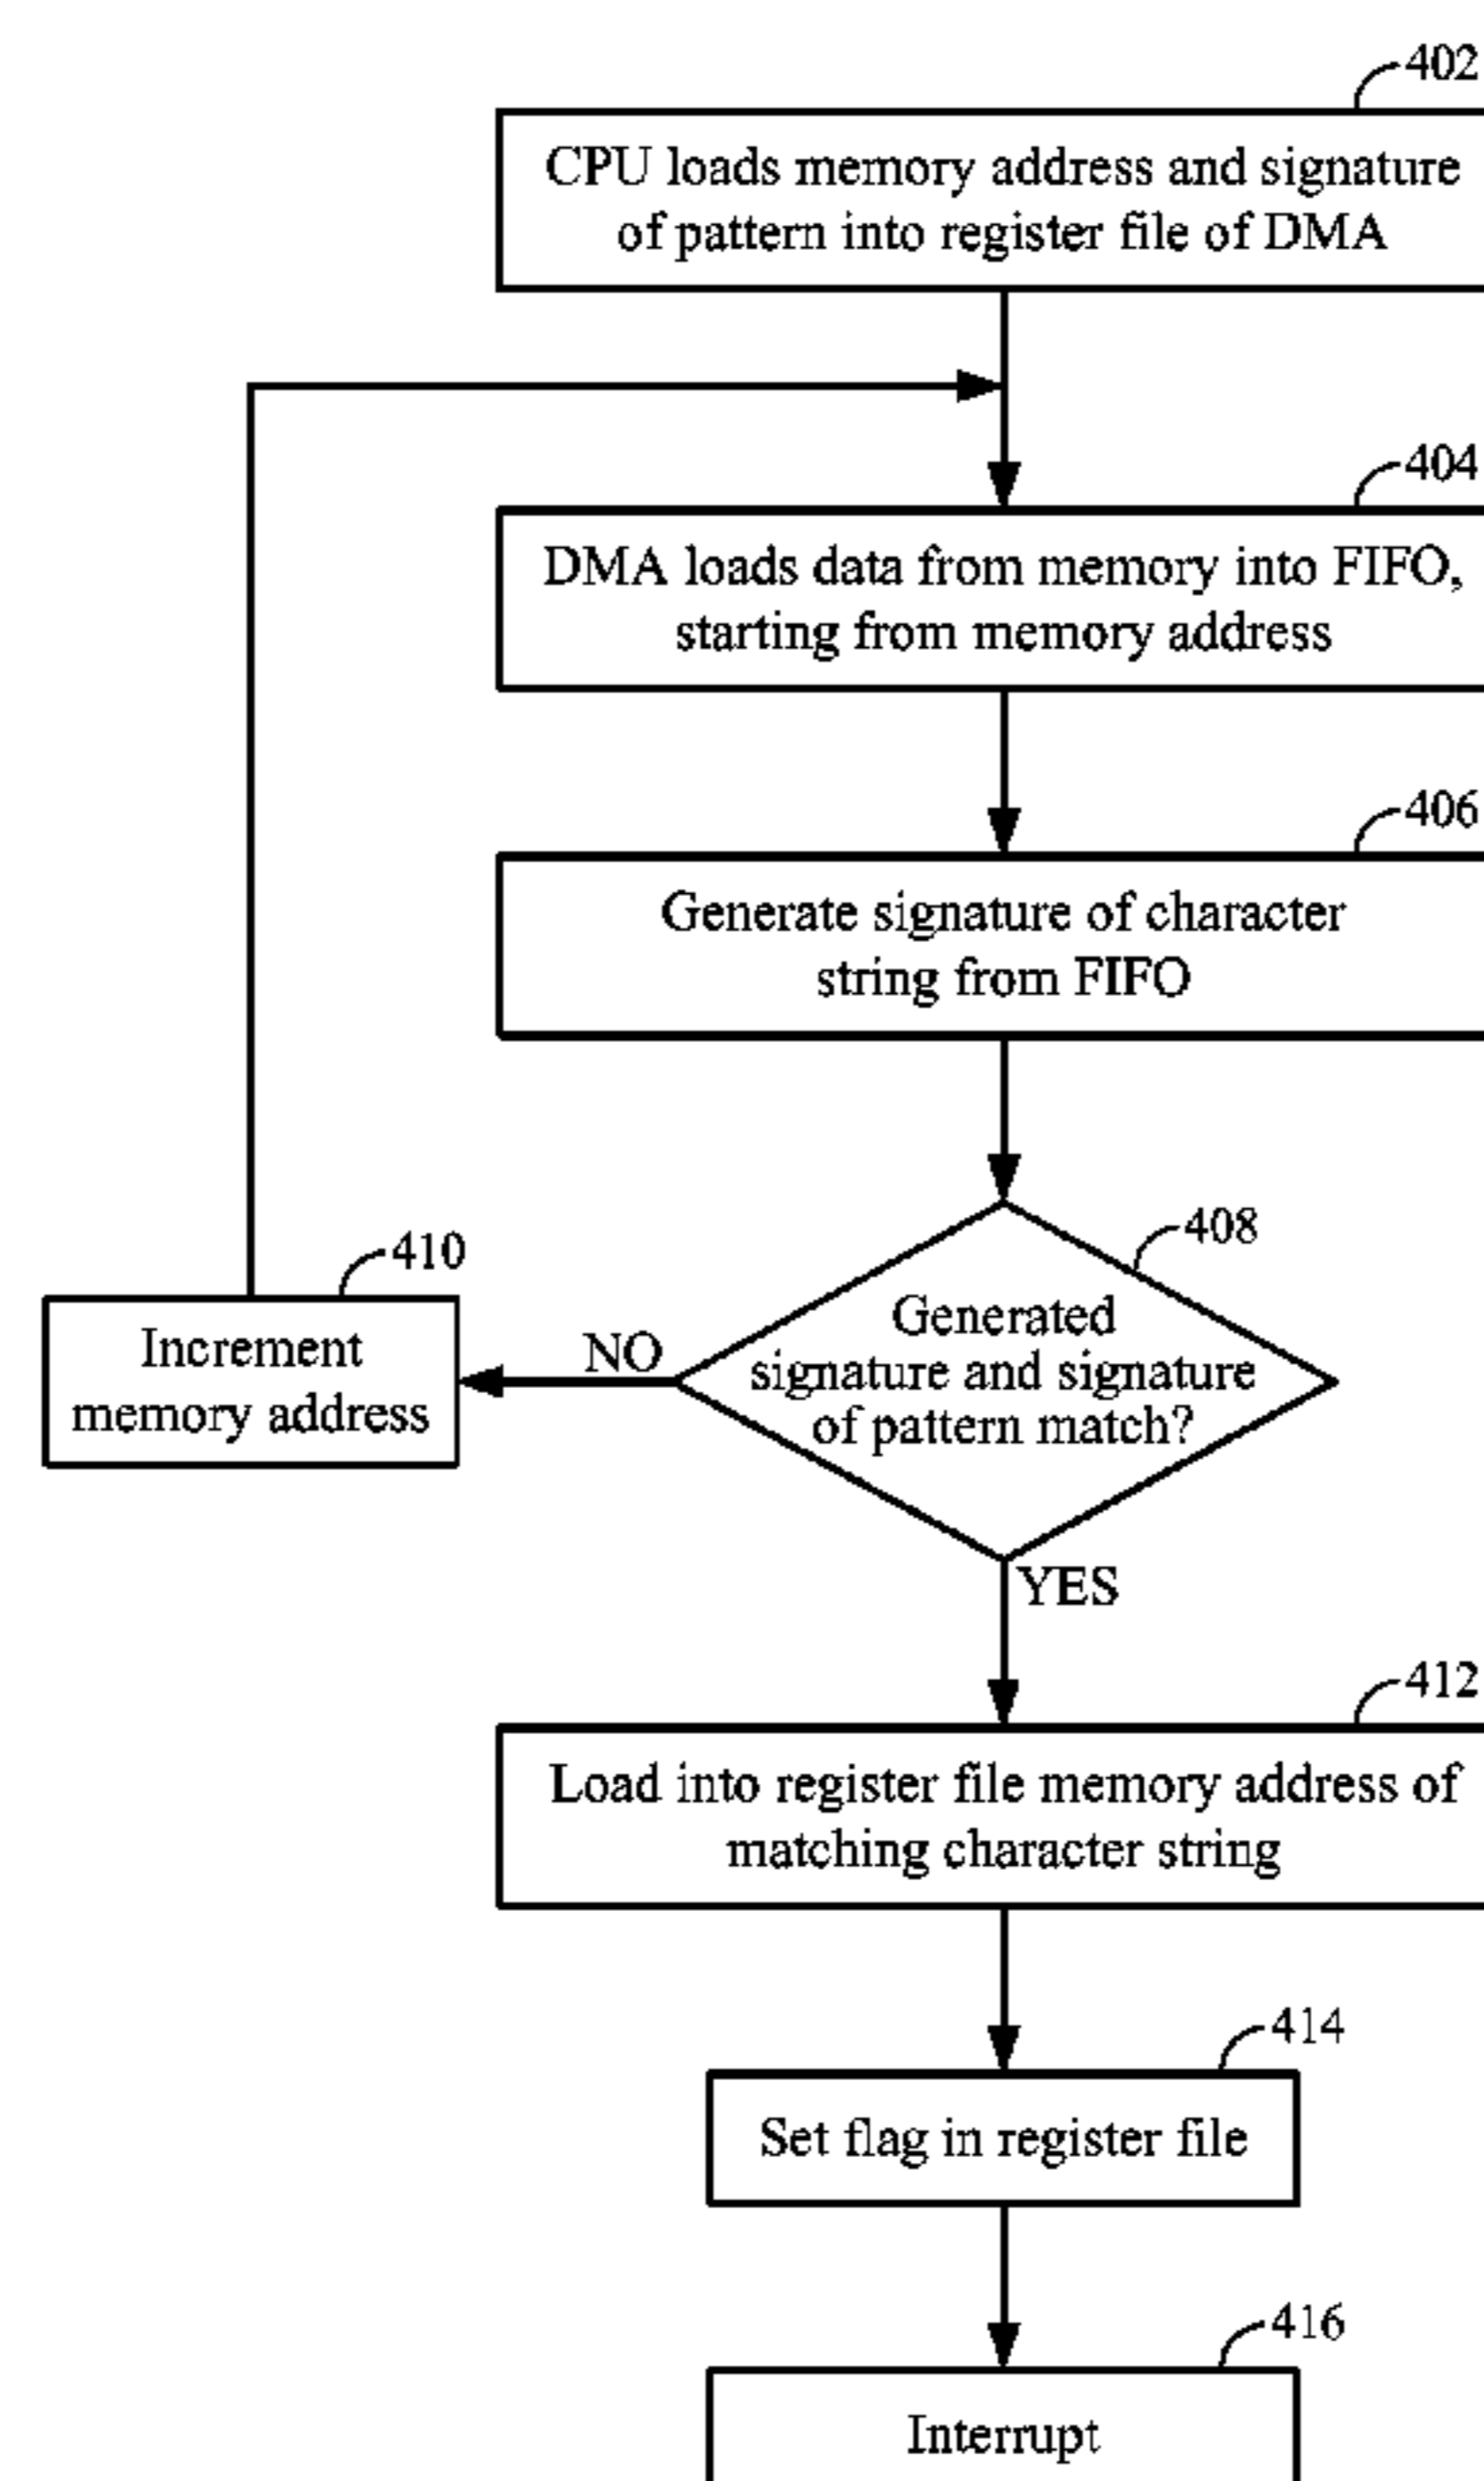 402
CPU loads memory address and signature
of pattern into register file of DMA
404
DMA loads data from memory into FIFO,
starting from memory address
406
Generate signature of character
string from FIFO
408
Generated
signature and signature
of pattern match?
410
Increment
memory address
NO
YES
412
Load into register file memory address of
matching character string
414
Set flag in register file
416
Interrupt